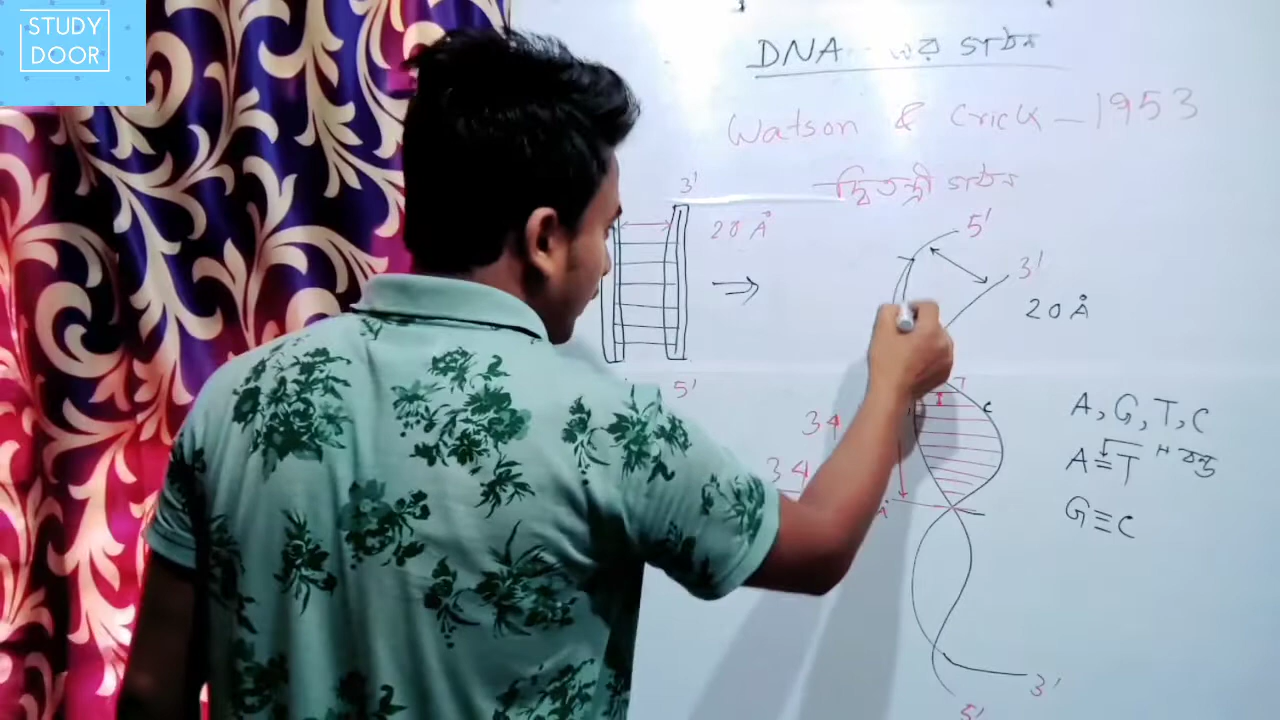 STUDY
DOOR
DNA এর গঠন
Watson & Crick - 1953
দ্বিতন্ত্রী গঠন
3'
20 Å
5'
3'
20 Å
5'
T
C
34
34
A, G, T, C
A = T "H বন্ড
G ≡ C
3'
5'